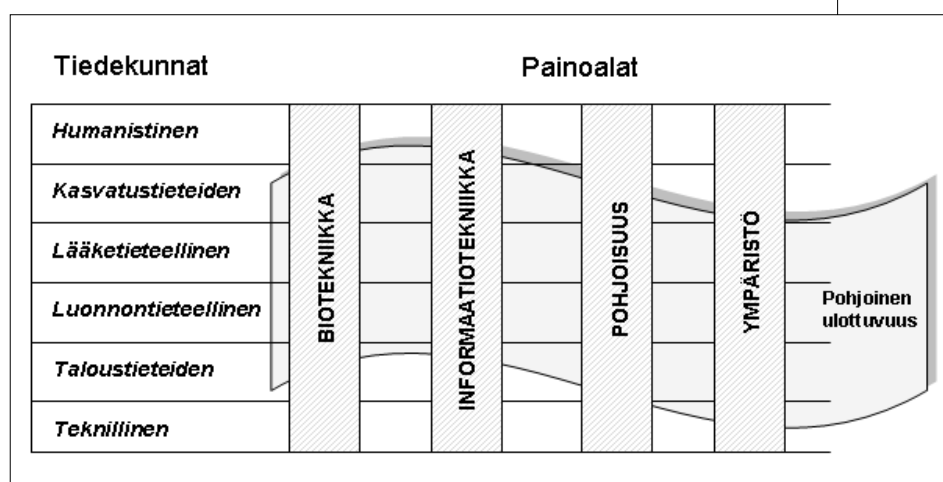 Tiedekunnat
Painoalat
Humanistinen
Kasvatustieteiden
Lääketieteellinen
Luonnontieteellinen
Taloustieteiden
Teknillinen
BIOTEKNIIKKA
INFORMAATIOTEKNIIKKA
POHJOISUUS
YMPÄRISTÖ
Pohjoinen
ulottuvuus